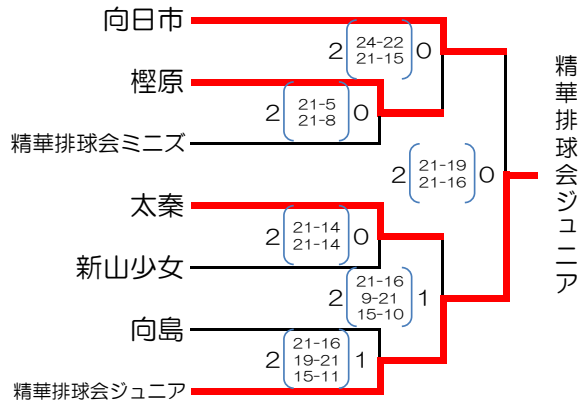 向日市
2 24-22 0
21-15
樫原
2 21-5 0
21-8
精華排球会ミニズ
2 21-19 0
21-16
精華排球会ジュニア
太秦
2 21-14 0
21-14
新山少女
2 21-16 1
9-21
15-10
向島
2 21-16 1
19-21
15-11
精華排球会ジュニア